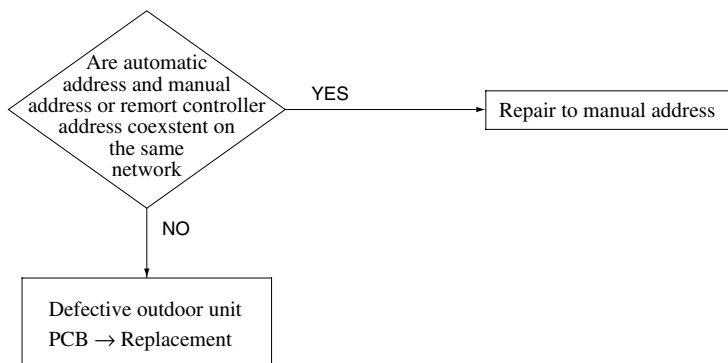 Are automatic
address and manual
address or remort controller
address coexstent on
the same
network
YES
Repair to manual address
NO
Defective outdoor unit
PCB → Replacement